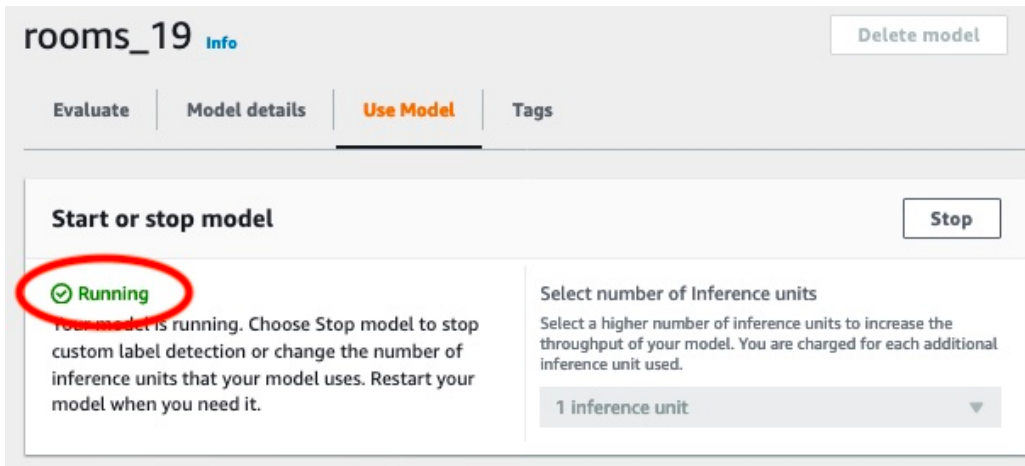 rooms_19 Info
Delete model
Evaluate
Model details
Use Model
Tags
Start or stop model
Stop
Running
Your model is running. Choose Stop model to stop
custom label detection or change the number of
inference units that your model uses. Restart your
model when you need it.
Select number of Inference units
Select a higher number of inference units to increase the
throughput of your model. You are charged for each additional
inference unit used.
1 inference unit